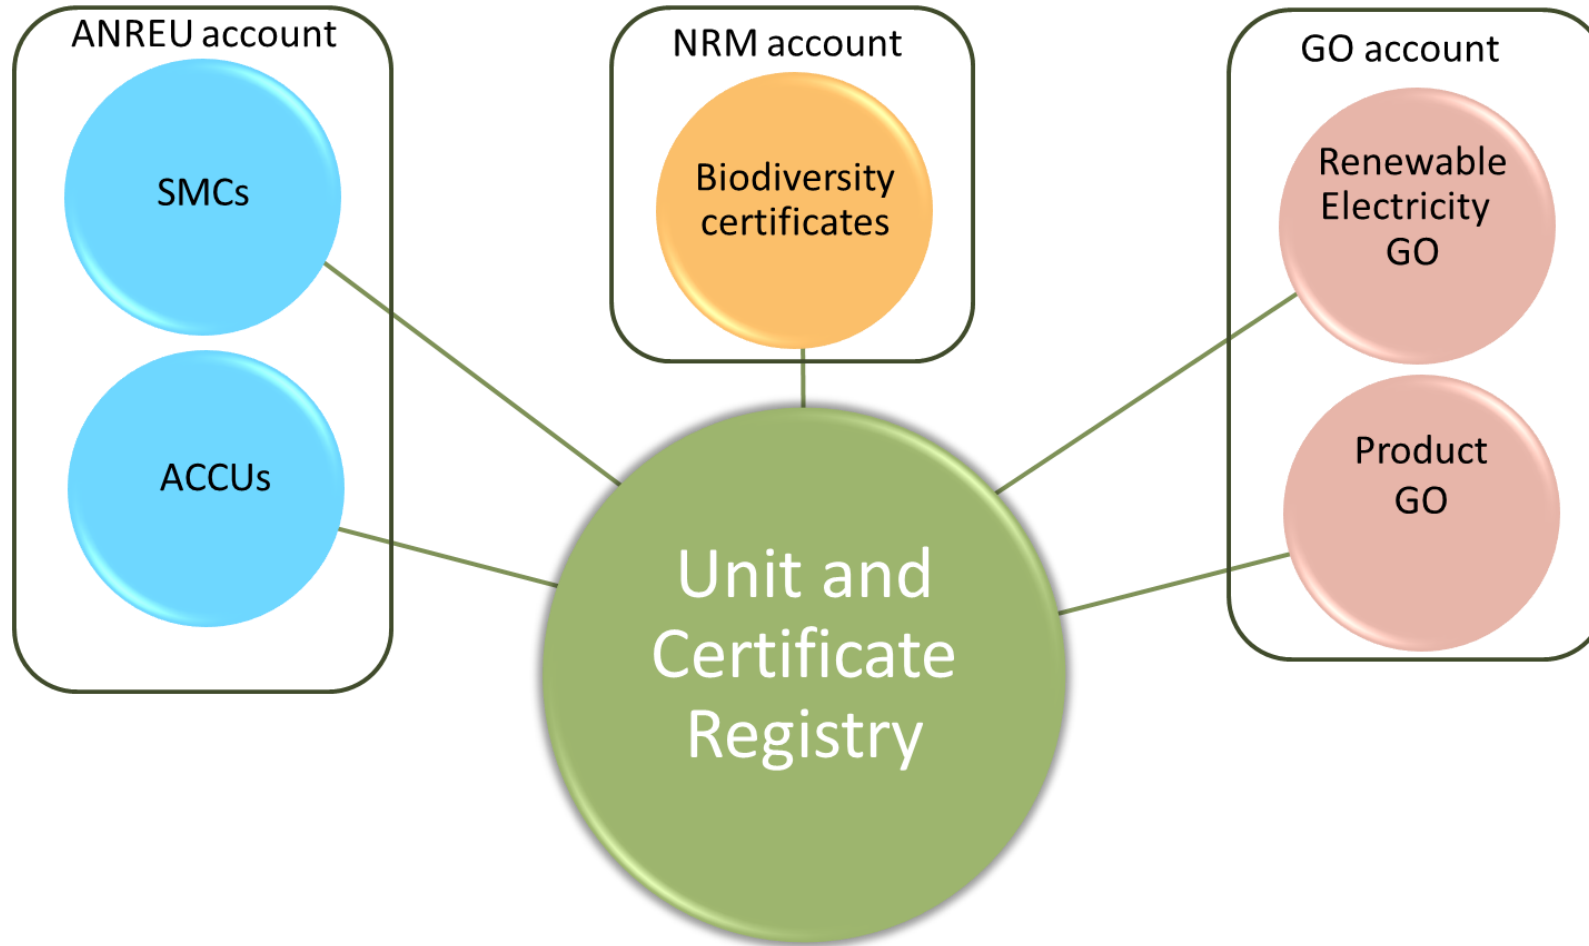 ANREU account
SMCs
ACCUs
NRM account
Biodiversity
certificates
GO account
Renewable
Electricity
GO
Product
GO
Unit and
Certificate
Registry